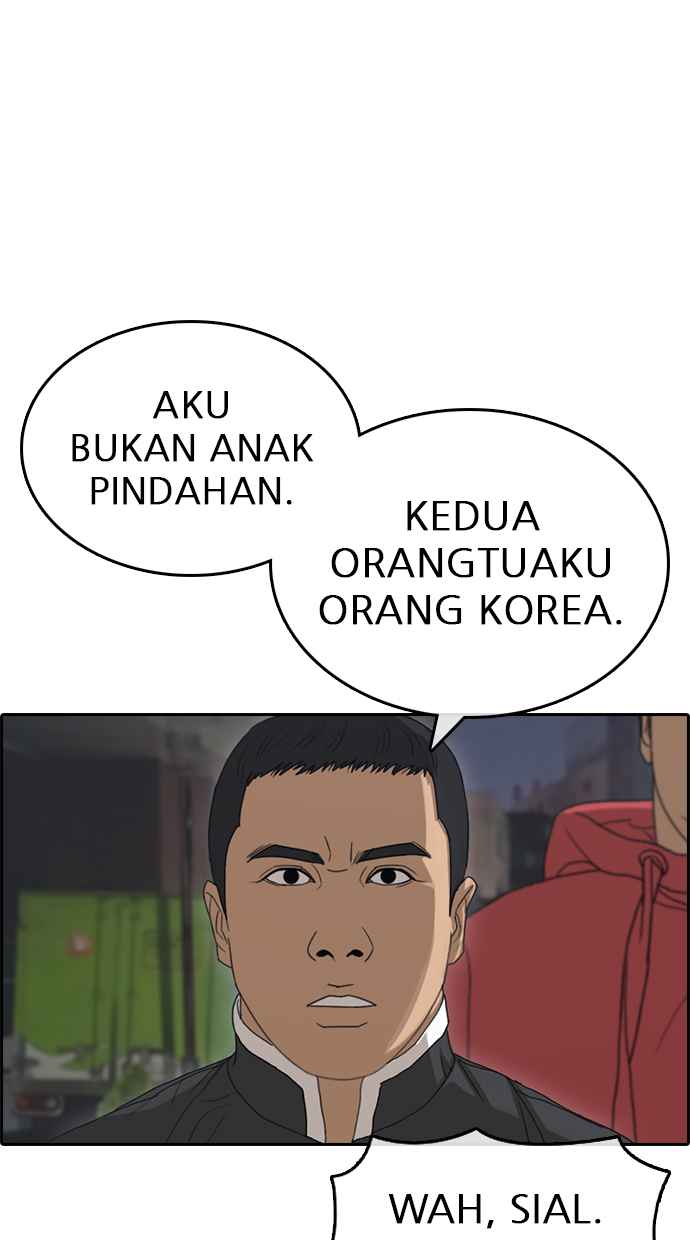 AKU
BUKAN ANAK
PINDAHAN.
KEDUA
ORANGTUAKU
ORANG KOREA.
WAH, SIAL.